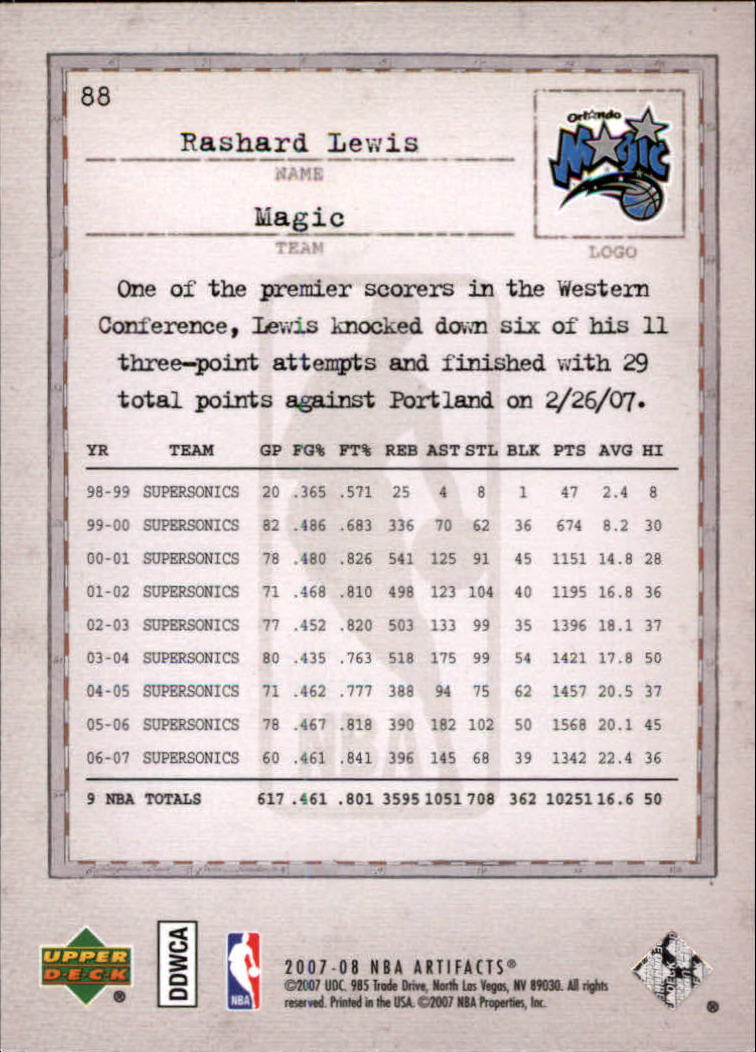 88
Rashard Lewis
NAME
Magic
TEAM
Orlando
Magic
LOGO
One of the premier scorers in the Western
Conference, Lewis knocked down six of his 11
three-point attempts and finished with 29
total points against Portland on 2/26/07.
YR TEAM GP FG% FT% REB AST STL BLK PTS AVG HI
98-99 SUPERSONICS 20 .365 .571 25 4 8 1 47 2.4 8
99-00 SUPERSONICS 82 .486 .683 336 70 62 36 674 8.2 30
00-01 SUPERSONICS 78 .480 .826 541 125 91 45 1151 14.8 28
01-02 SUPERSONICS 71 .468 .810 498 123 104 40 1195 16.8 36
02-03 SUPERSONICS 77 .452 .820 503 133 99 35 1396 18.1 37
03-04 SUPERSONICS 80 .435 .763 518 175 99 54 1421 17.8 50
04-05 SUPERSONICS 71 .462 .777 388 94 75 62 1457 20.5 37
05-06 SUPERSONICS 78 .467 .818 390 182 102 50 1568 20.1 45
06-07 SUPERSONICS 60 .461 .841 396 145 68 39 1342 22.4 36
9 NBA TOTALS 617 .461 .801 3595 1051 708 362 10251 16.6 50
NBA
UPPER
D·E·C·K
®
DDWCA
NBA
2007-08 NBA ARTIFACTS®
©2007 UDC. 985 Trade Drive, North Las Vegas, NV 89030. All rights
reserved. Printed in the USA. ©2007 NBA Properties, Inc.
®